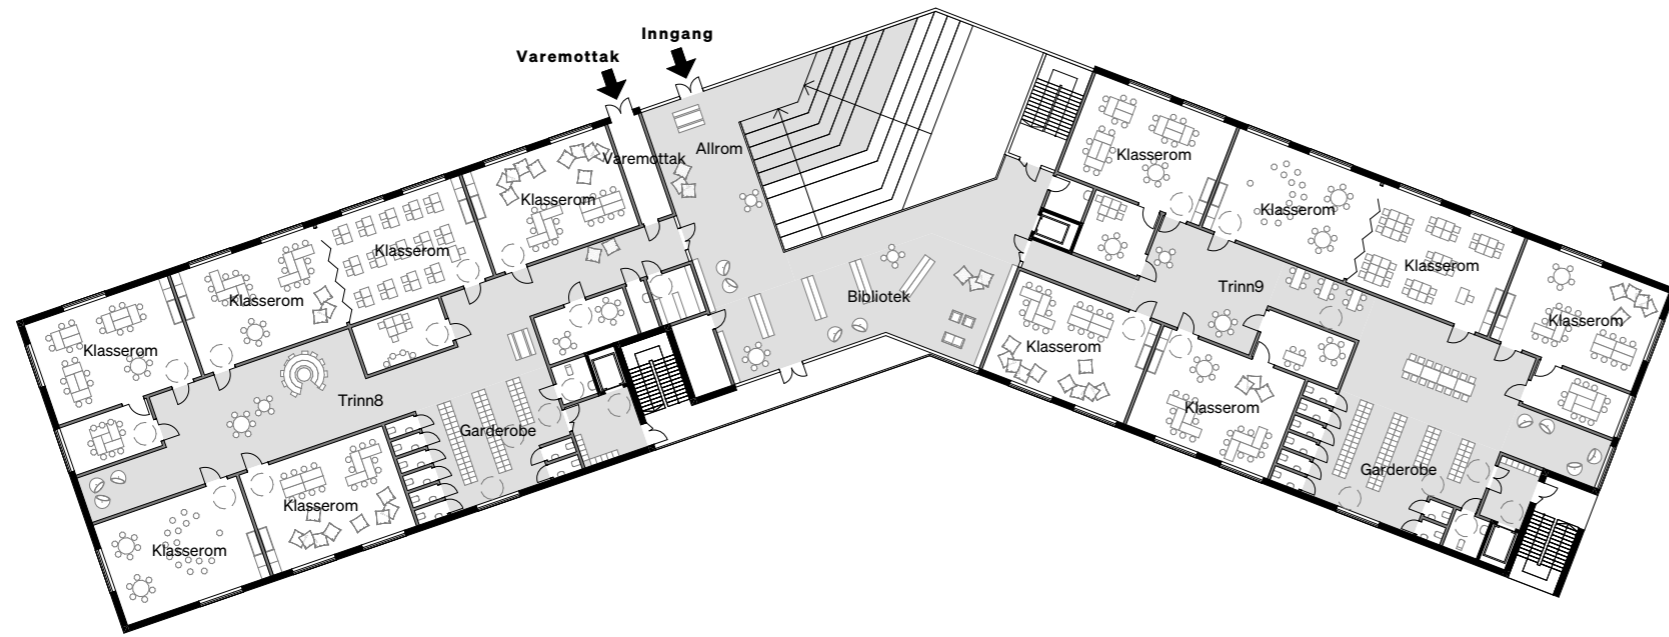 Inngang
Varemottak
Varemottak
Allrom
Klasserom
Klasserom
Klasserom
Klasserom
Klasserom
Klasserom
Klasserom
Klasserom
Trinn9
Bibliotek
Klasserom
Klasserom
Klasserom
Trinn8
Garderobe
Garderobe
Klasserom
Klasserom